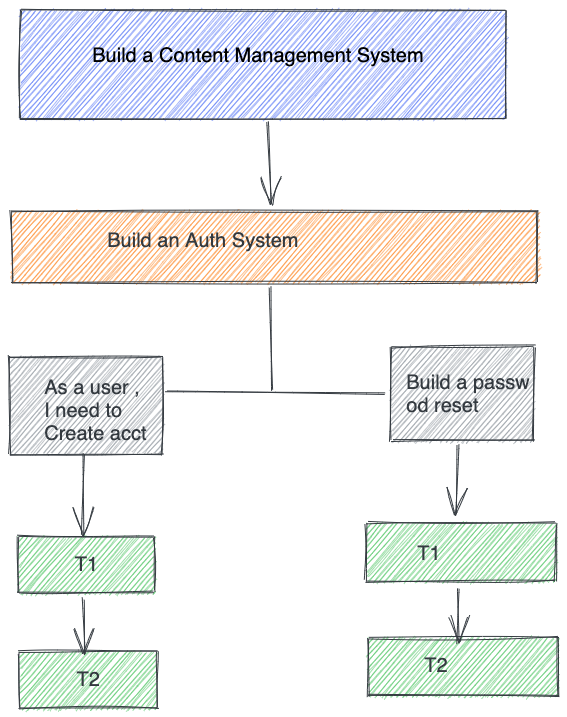 Build a Content Management System
Build an Auth System
As a user ,
I need to
Create acct
Build a passw
od reset
T1
T2
T1
T2